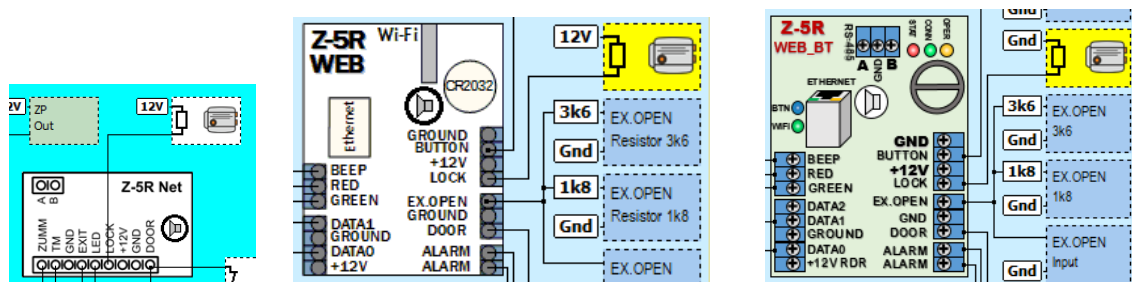 2V
ZP
Out
12V
A
B
Z-5R Net
ZUMM
TM
GND
EXIT
LED
LOCK
+12V
GND
DOOR
Z-5R
WEB
Wi-Fi
CR2032
Ethernet
GROUND
BUTTON
+12V
LOCK
BEEP
RED
GREEN
EX.OPEN
GROUND
DOOR
DATA1
GROUND
DATA0
+12V
ALARM
ALARM
12V
3k6
EX.OPEN
Resistor 3k6
Gnd
1k8
EX.OPEN
Resistor 1k8
Gnd
EX.OPEN
Z-5R
WEB_BT
RS-485
A
GND
B
STAT
CONN
OPER
ETHERNET
BTN
WIFI
GND
BUTTON
+12V
LOCK
BEEP
RED
GREEN
EX.OPEN
GND
DOOR
DATA2
DATA1
GROUND
DATA0
+12V RDR
ALARM
ALARM
Gnd
Gnd
3k6
EX.OPEN
3k6
Gnd
1k8
EX.OPEN
1k8
Gnd
EX.OPEN
Input
Gnd